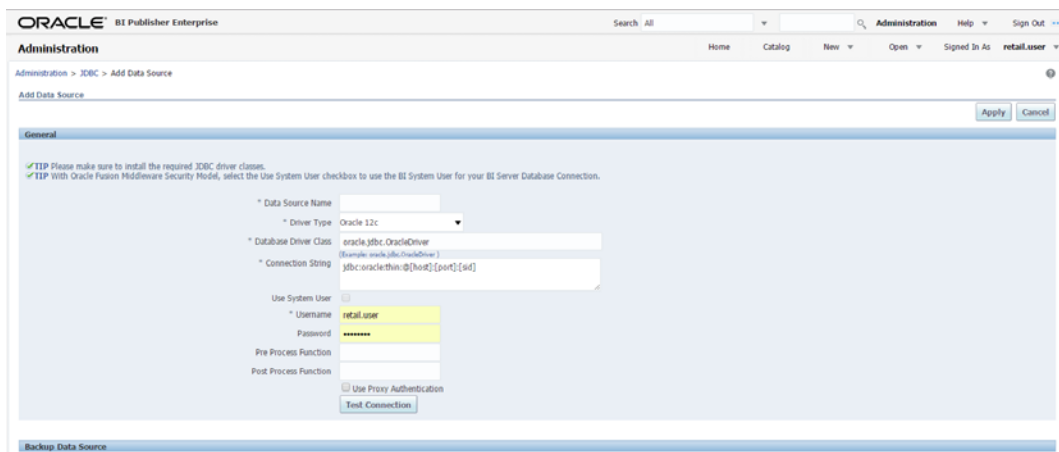 ORACLE® BI Publisher Enterprise Search All Administration Help Sign Out
Administration Home Catalog New Open Signed In As retail.user
Administration > JDBC > Add Data Source
Add Data Source
Apply Cancel
General
TIP Please make sure to install the required JDBC driver classes.
TIP With Oracle Fusion Middleware Security Model, select the Use System User checkbox to use the BI System User for your BI Server Database Connection.
* Data Source Name
* Driver Type Oracle 12c
* Database Driver Class oracle.jdbc.OracleDriver
(Example: oracle.jdbc.OracleDriver )
* Connection String jdbc:oracle:thin:@[host]:[port]:[sid]
Use System User
* Username retail.user
Password ••••••••
Pre Process Function
Post Process Function
Use Proxy Authentication
Test Connection
Backup Data Source